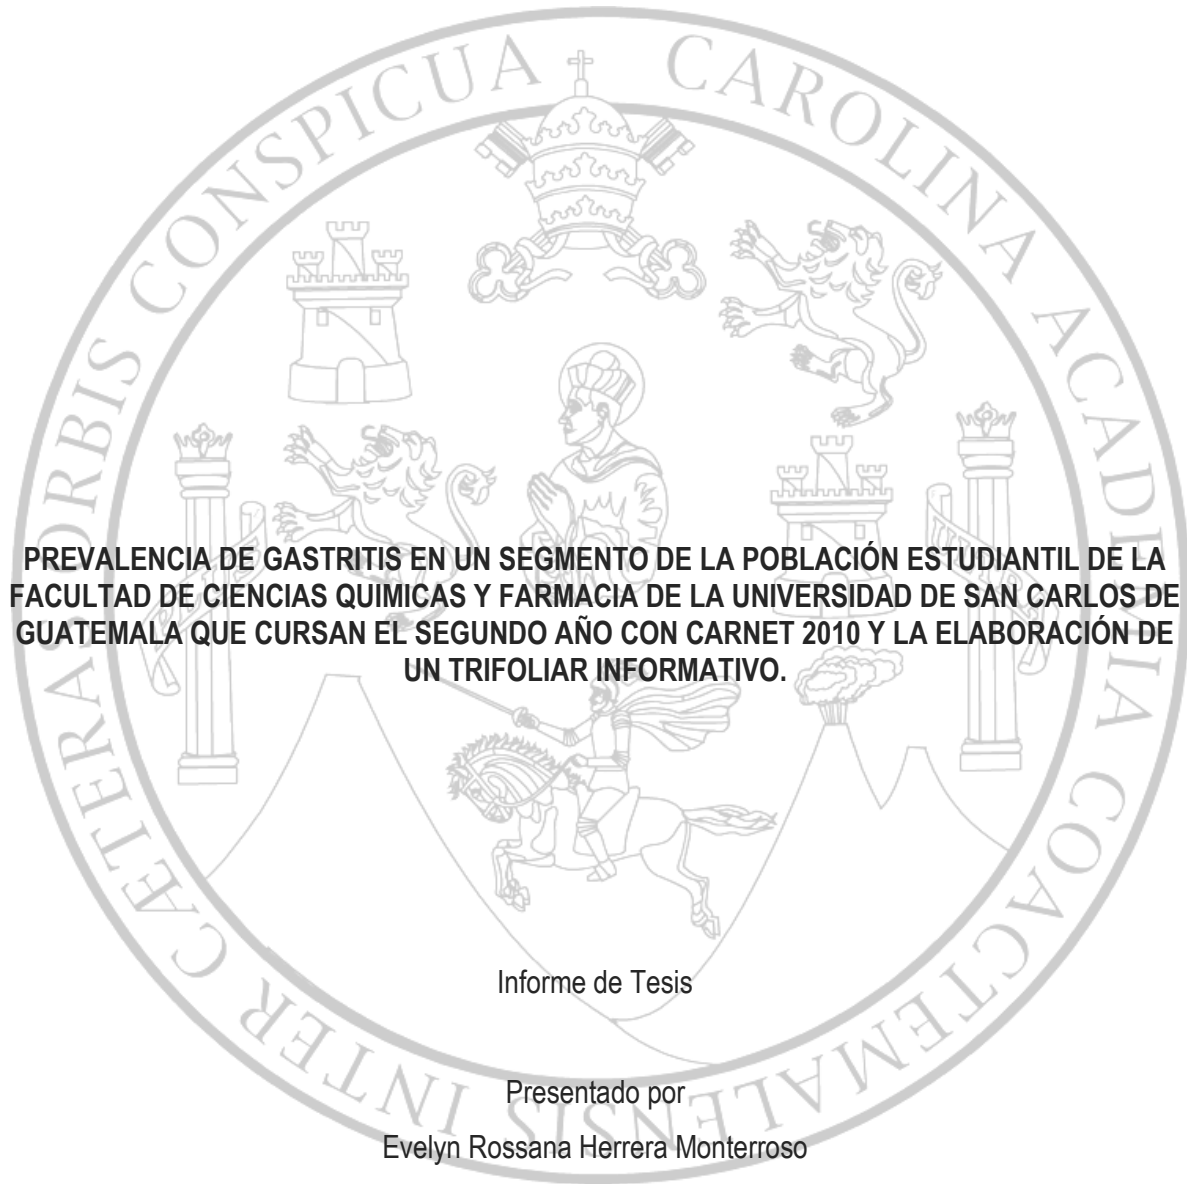 CAETERAS ORBIS CONSPICUA CAROLINA ACADEMIA COACTEMALENSIS INTER
PREVALENCIA DE GASTRITIS EN UN SEGMENTO DE LA POBLACIÓN ESTUDIANTIL DE LA
FACULTAD DE CIENCIAS QUIMICAS Y FARMACIA DE LA UNIVERSIDAD DE SAN CARLOS DE
GUATEMALA QUE CURSAN EL SEGUNDO AÑO CON CARNET 2010 Y LA ELABORACIÓN DE
UN TRIFOLIAR INFORMATIVO.
Informe de Tesis
Presentado por
Evelyn Rossana Herrera Monterroso